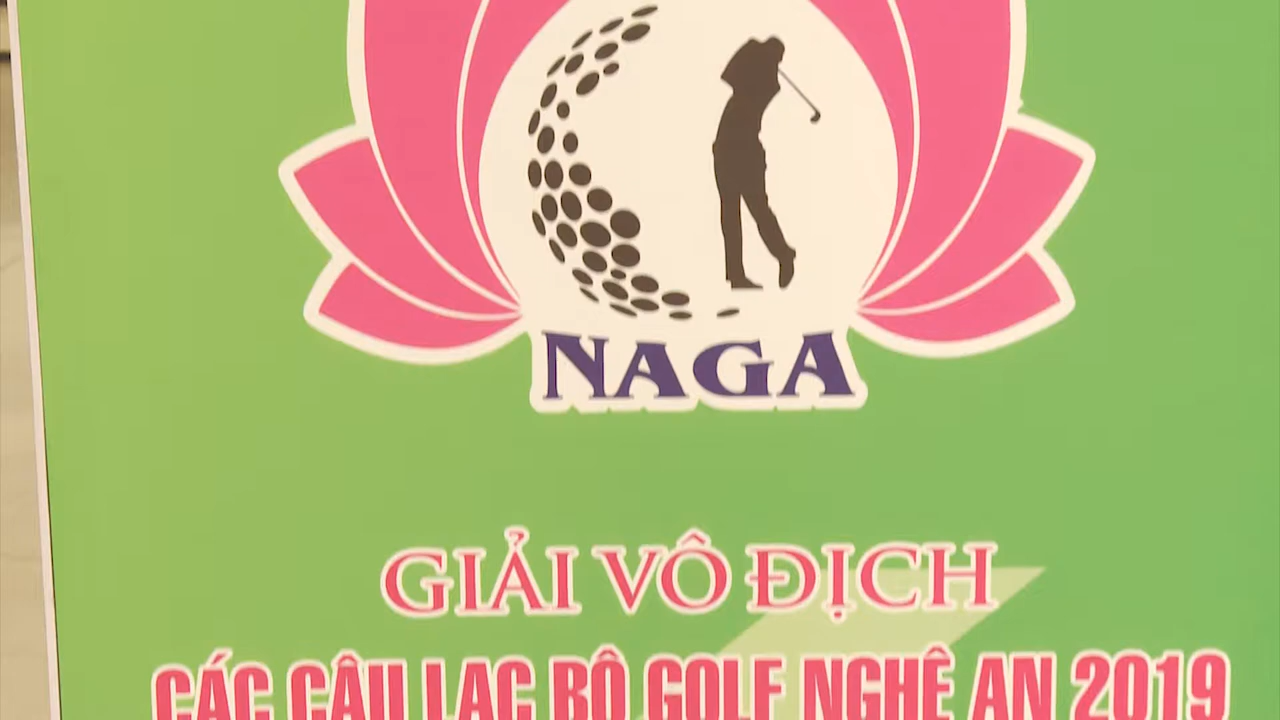 NAGA
GIẢI VÔ ĐỊCH
CÁC CÂU LẠC BỘ GOLF NGHỆ AN 2019